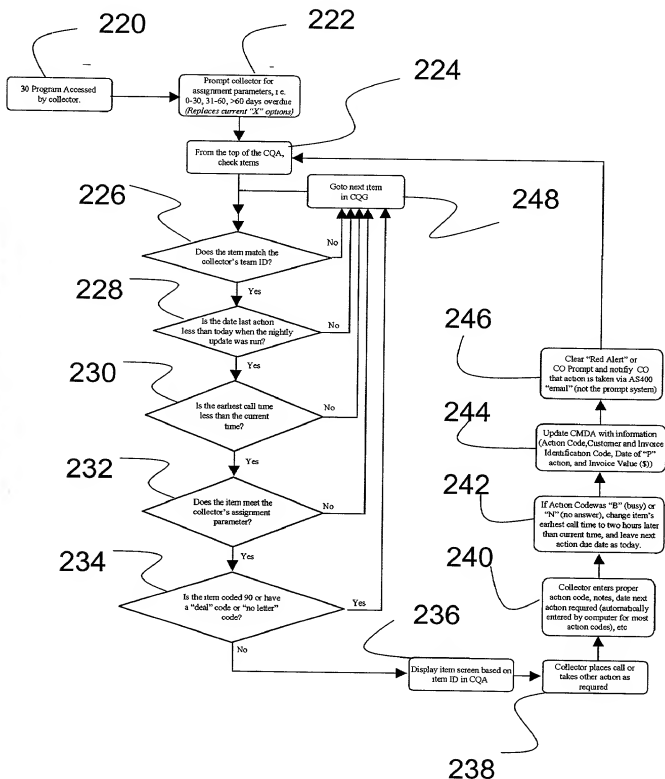 220
30 Program Accessed
by collector.
222
Prompt collector for
assignment parameters, i.e.
0-30, 31-60, >60 days overdue
(Replaces current "X" options)
224
From the top of the CQA,
check items
Goto next item
in CQG
248
226
Does the item match the
collector's team ID?
No
Yes
228
Is the date last action
less than today when the nightly
update was run?
No
Yes
230
Is the earliest call time
less than the current
time?
No
Yes
232
Does the item meet the
collector's assignment
parameter?
No
Yes
234
Is the item coded 90 or have
a "deal" code or "no letter"
code?
Yes
No
236
Display item screen based on
item ID in CQA
238
Collector places call or
takes other action as
required
240
Collector enters proper
action code, notes, date next
action required (automatically
entered by computer for most
action codes), etc
242
If Action Codewas "B" (busy) or
"N" (no answer), change item's
earliest call time to two hours later
than current time, and leave next
action due date as today.
244
Update CMDA with information
(Action Code,Customer and Invoice
Identification Code, Date of "P"
action, and Invoice Value ($))
246
Clear "Red Alert" or
CO Prompt and notifiy CO
that action is taken via AS400
"email" (not the prompt system)